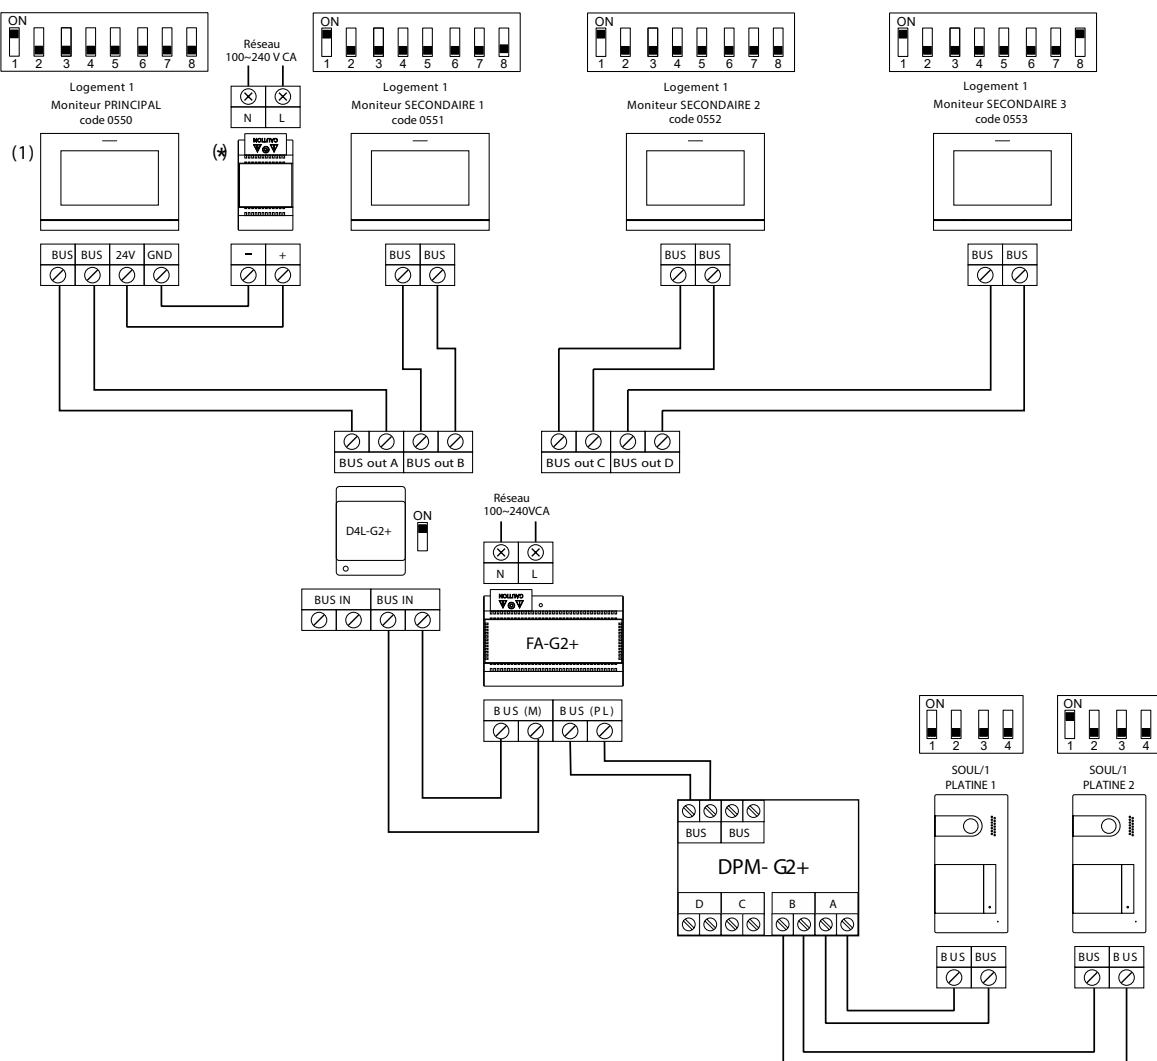 ON
1 2 3 4 5 6 7 8
Logement 1
Moniteur PRINCIPAL
code 0550
(1)
Réseau
100~240 V CA
N L
CAUTION
(*)
ON
1 2 3 4 5 6 7 8
Logement 1
Moniteur SECONDAIRE 1
code 0551
ON
1 2 3 4 5 6 7 8
Logement 1
Moniteur SECONDAIRE 2
code 0552
ON
1 2 3 4 5 6 7 8
Logement 1
Moniteur SECONDAIRE 3
code 0553
BUS BUS 24V GND
- +
BUS BUS
BUS BUS
BUS BUS
BUS out A BUS out B
BUS out C BUS out D
D4L-G2+
ON
Réseau
100~240VCA
N L
BUS IN BUS IN
CAUTION
FA-G2+
BUS (M) BUS (PL)
ON
1 2 3 4
SOUL/1
PLATINE 1
ON
1 2 3 4
SOUL/1
PLATINE 2
BUS BUS
DPM- G2+
D C B A
BUS BUS
BUS BUS